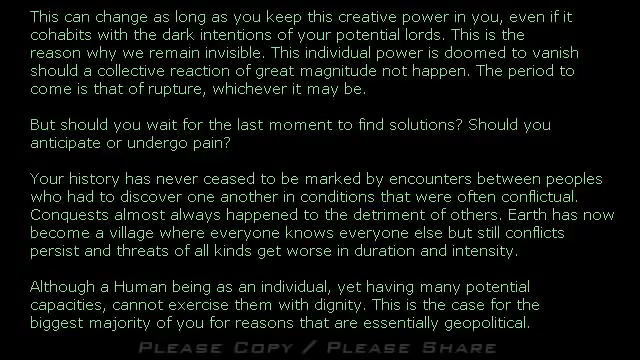 This can change as long as you keep this creative power in you, even if it
cohabits with the dark intentions of your potential lords. This is the
reason why we remain invisible. This individual power is doomed to vanish
should a collective reaction of great magnitude not happen. The period to
come is that of rupture, whichever it may be.
But should you wait for the last moment to find solutions? Should you
anticipate or undergo pain?
Your history has never ceased to be marked by encounters between peoples
who had to discover one another in conditions that were often conflictual.
Conquests almost always happened to the detriment of others. Earth has now
become a village where everyone knows everyone else but still conflicts
persist and threats of all kinds get worse in duration and intensity.
Although a Human being as an individual, yet having many potential
capacities, cannot exercise them with dignity. This is the case for the
biggest majority of you for reasons that are essentially geopolitical.
Please Copy / Please Share